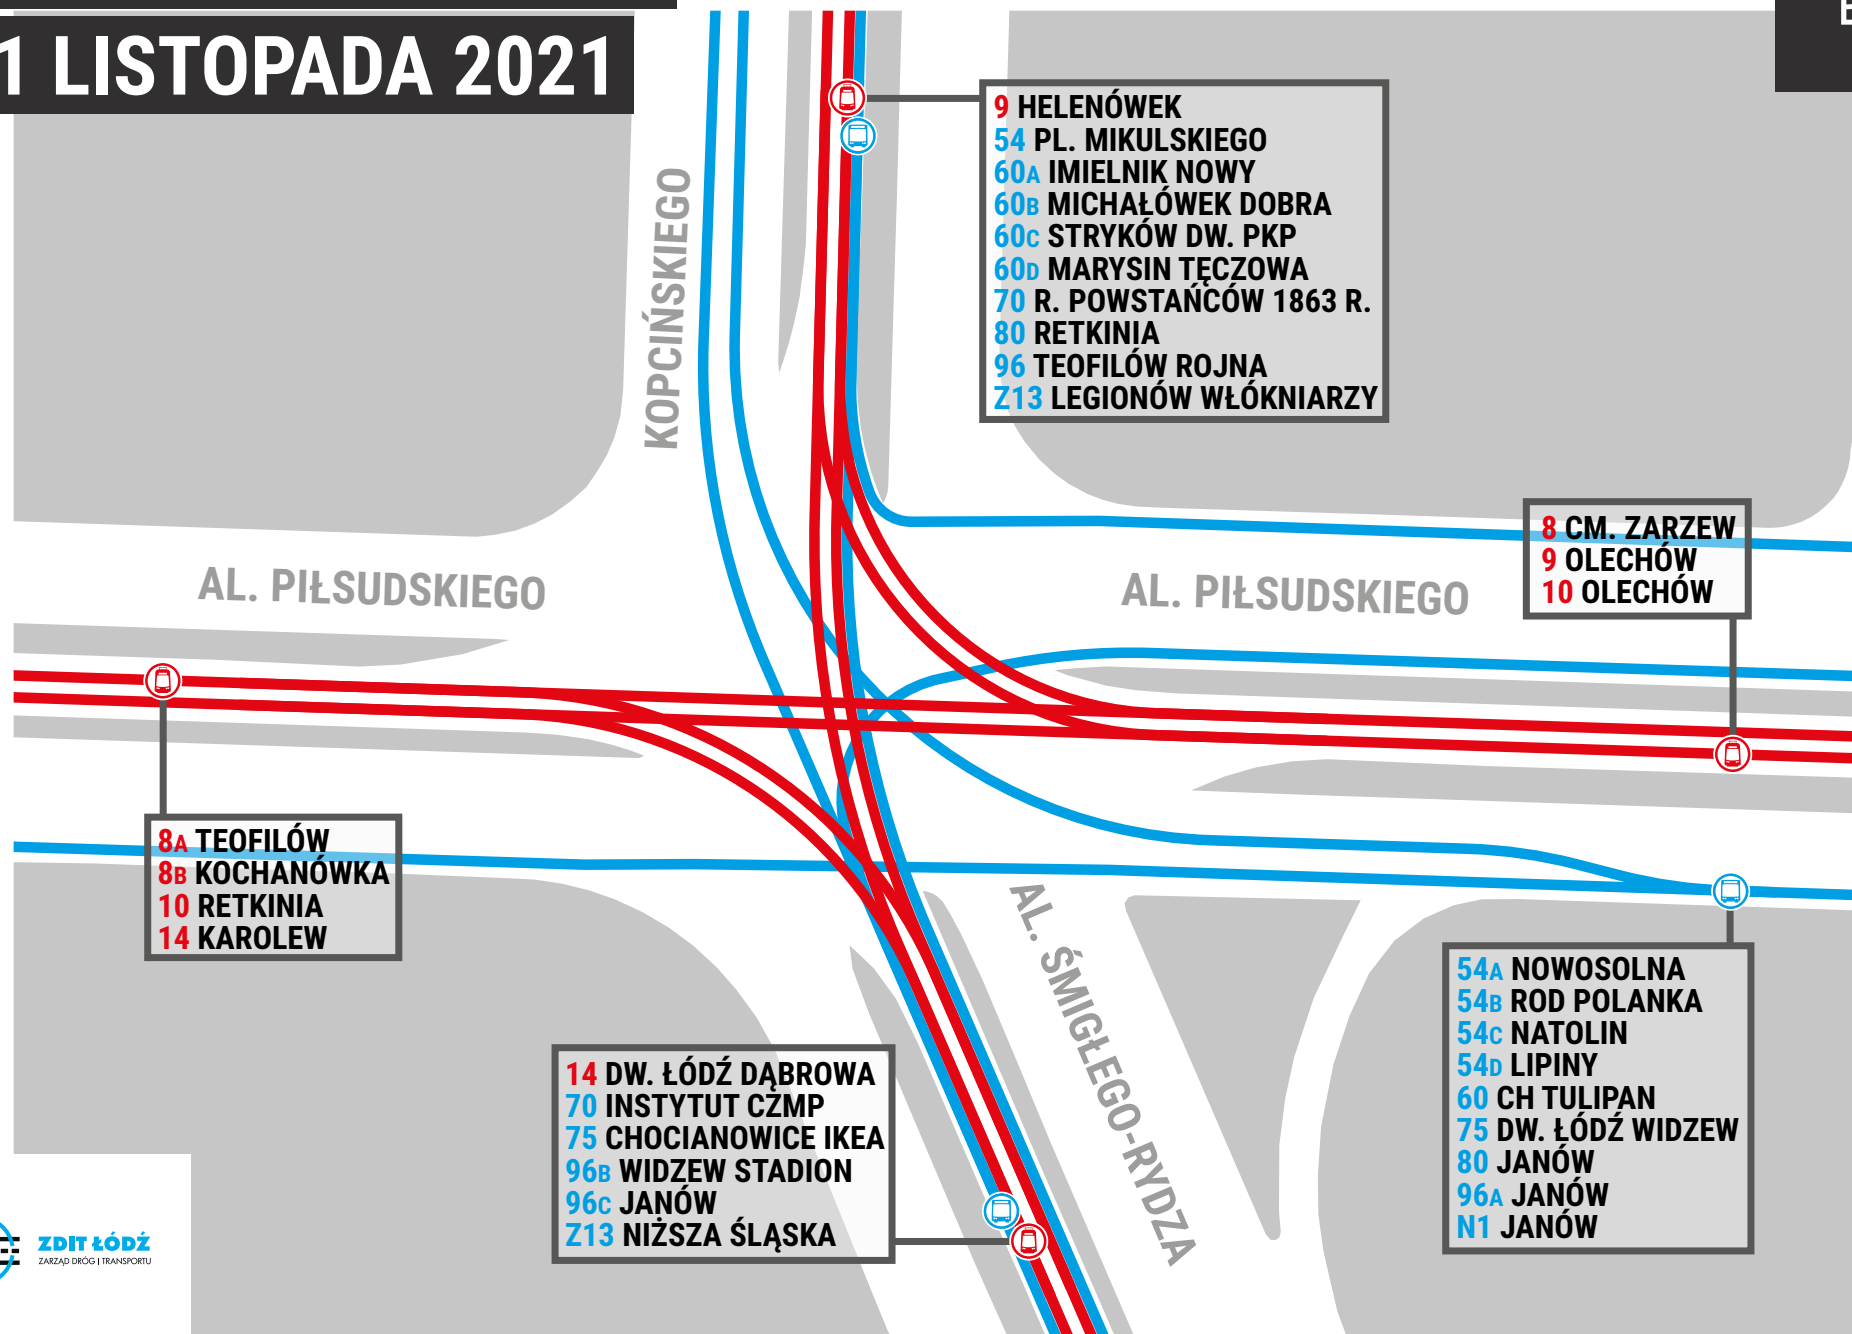 1 LISTOPADA 2021
9 HELENÓWEK
54 PL. MIKULSKIEGO
60A IMIELNIK NOWY
60B MICHAŁÓWEK DOBRA
60C STRYKÓW DW. PKP
60D MARYSIN TĘCZOWA
70 R. POWSTAŃCÓW 1863 R.
80 RETKINIA
96 TEOFILÓW ROJNA
Z13 LEGIONÓW WŁÓKNIARZY
KOPCIŃSKIEGO
8 CM. ZARZEW
9 OLECHÓW
10 OLECHÓW
AL. PIŁSUDSKIEGO
AL. PIŁSUDSKIEGO
8A TEOFILÓW
8B KOCHANÓWKA
10 RETKINIA
14 KAROLEW
AL. ŚMIGŁEGO-RYDZA
54A NOWOSOLNA
54B ROD POLANKA
54C NATOLIN
54D LIPINY
60 CH TULIPAN
75 DW. ŁÓDŹ WIDZEW
80 JANÓW
96A JANÓW
N1 JANÓW
14 DW. ŁÓDŹ DĄBROWA
70 INSTYTUT CZMP
75 CHOCIANOWICE IKEA
96B WIDZEW STADION
96C JANÓW
Z13 NIŻSZA ŚLĄSKA
ZDIT ŁÓDŹ
ZARZĄD DRÓG I TRANSPORTU